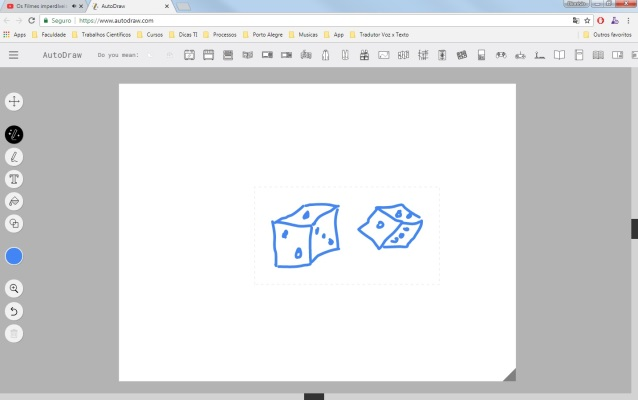 Os Filmes imperdíveis
AutoDraw
Seguro
https://www.autodraw.com
Apps
Faculdade
Trabalhos Científicos
Cursos
Dicas TI
Processos
Porto Alegre
Musicas
App
Tradutor Voz x Texto
Outros favoritos
AutoDraw
Do you mean: